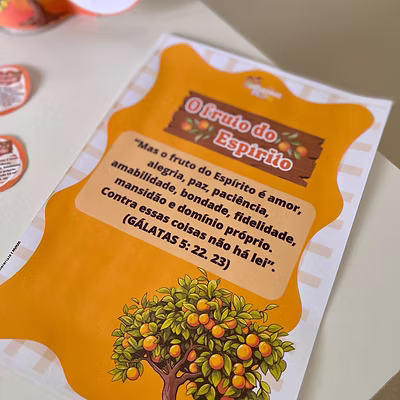 O fruto do
Espírito
"Mas o fruto do Espírito é amor,
alegria, paz, paciência,
amabilidade, bondade, fidelidade,
mansidão e domínio próprio.
Contra essas coisas não há lei".
(GÁLATAS 5: 22, 23)